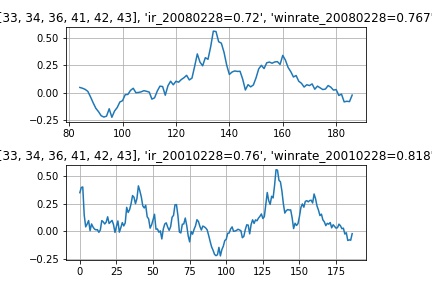 [33, 34, 36, 41, 42, 43], 'ir_20080228=0.72', 'winrate_20080228=0.767'
0.50
0.25
0.00
−0.25
80 100 120 140 160 180
[33, 34, 36, 41, 42, 43], 'ir_20010228=0.76', 'winrate_20010228=0.818'
0.50
0.25
0.00
−0.25
0 25 50 75 100 125 150 175